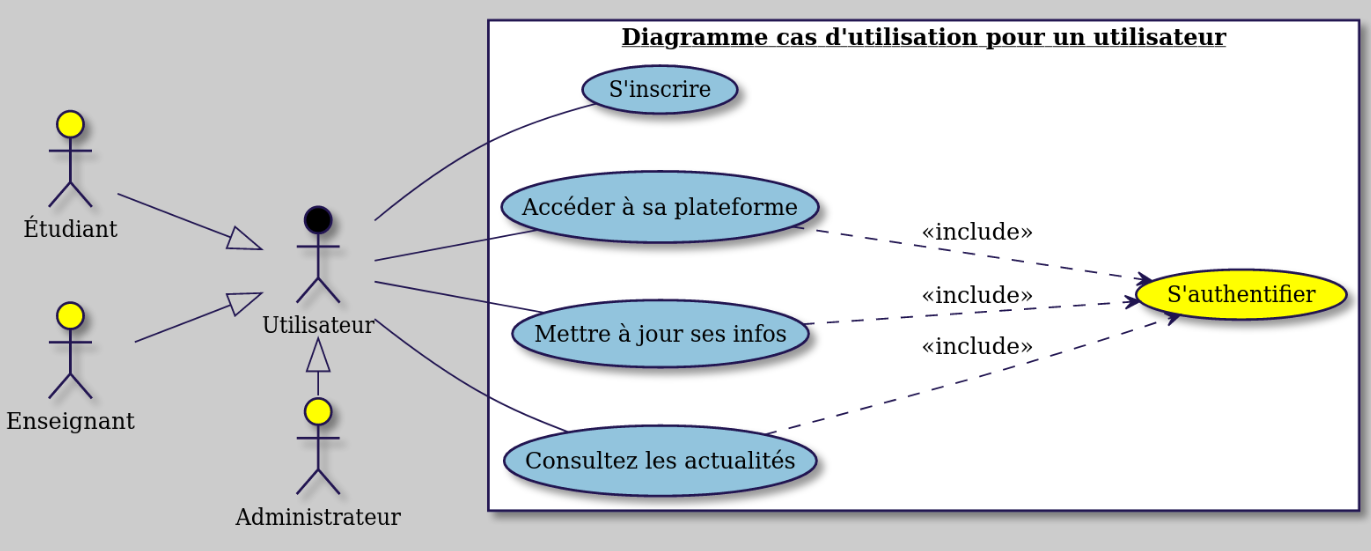 Diagramme cas d'utilisation pour un utilisateur
S'inscrire
Étudiant
Accéder à sa plateforme
«include»
Utilisateur
Mettre à jour ses infos
«include»
S'authentifier
Enseignant
«include»
Consultez les actualités
Administrateur